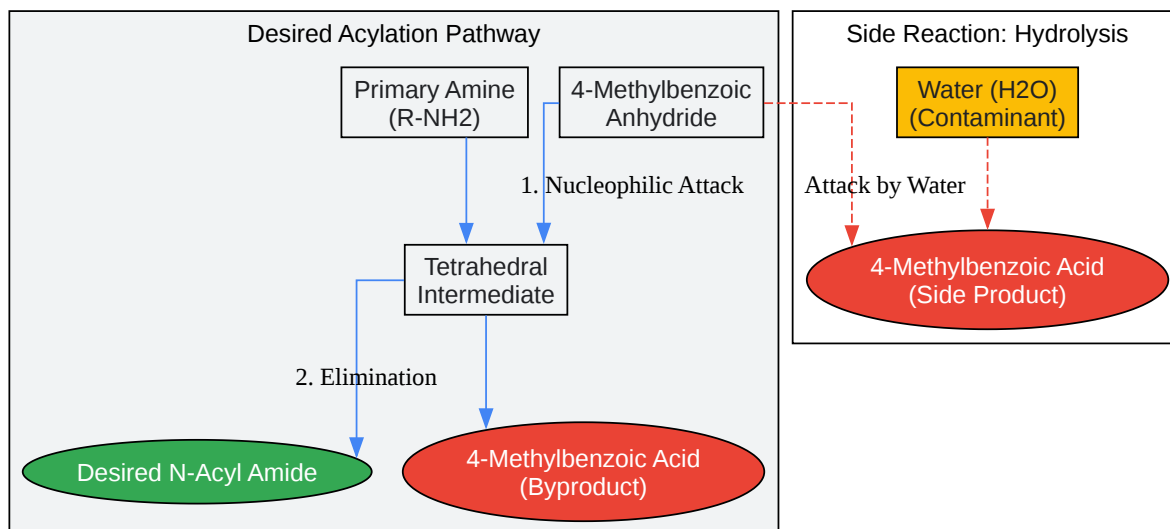 Desired Acylation Pathway
Primary Amine
(R-NH2)
4-Methylbenzoic
Anhydride
1. Nucleophilic Attack
Tetrahedral
Intermediate
2. Elimination
Desired N-Acyl Amide
4-Methylbenzoic Acid
(Byproduct)
Side Reaction: Hydrolysis
Water (H2O)
(Contaminant)
Attack by Water
4-Methylbenzoic Acid
(Side Product)